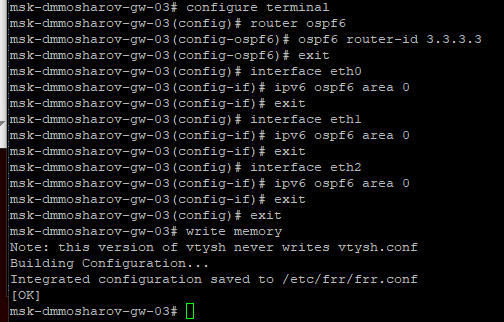 msk-dmmosharov-gw-03# configure terminal
msk-dmmosharov-gw-03(config)# router ospf6
msk-dmmosharov-gw-03(config-ospf6)# ospf6 router-id 3.3.3.3
msk-dmmosharov-gw-03(config-ospf6)# exit
msk-dmmosharov-gw-03(config)# interface eth0
msk-dmmosharov-gw-03(config-if)# ipv6 ospf6 area 0
msk-dmmosharov-gw-03(config-if)# exit
msk-dmmosharov-gw-03(config)# interface eth1
msk-dmmosharov-gw-03(config-if)# ipv6 ospf6 area 0
msk-dmmosharov-gw-03(config-if)# exit
msk-dmmosharov-gw-03(config)# interface eth2
msk-dmmosharov-gw-03(config-if)# ipv6 ospf6 area 0
msk-dmmosharov-gw-03(config-if)# exit
msk-dmmosharov-gw-03(config)# exit
msk-dmmosharov-gw-03# write memory
Note: this version of vtysh never writes vtysh.conf
Building Configuration...
Integrated configuration saved to /etc/frr/frr.conf
[OK]
msk-dmmosharov-gw-03#